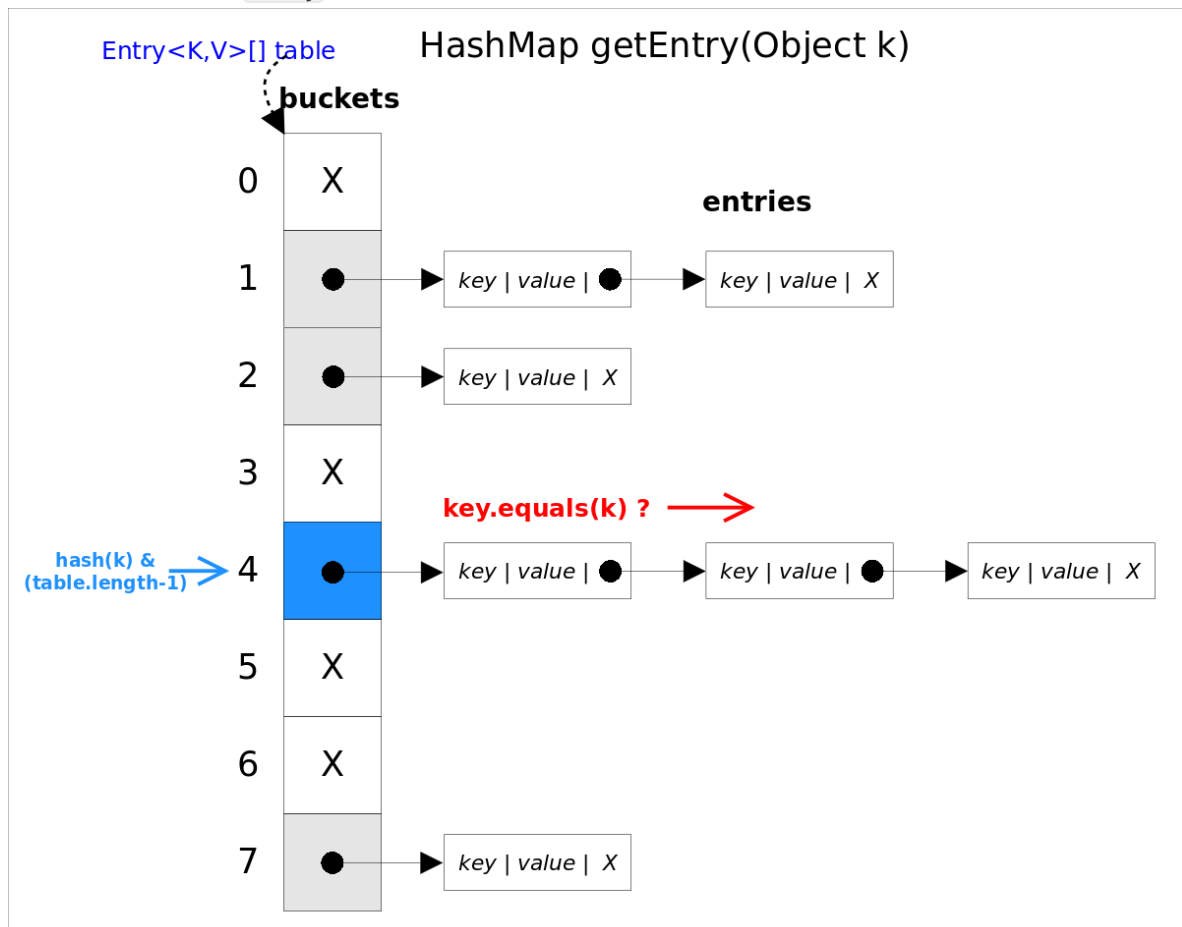 HashMap getEntry(Object k)
Entry<K,V>[] table
buckets
0 X
entries
1 key | value | key | value | X
2 key | value | X
3 X
key.equals(k) ?
hash(k) &
(table.length-1)
4 key | value | key | value | key | value | X
5 X
6 X
7 key | value | X